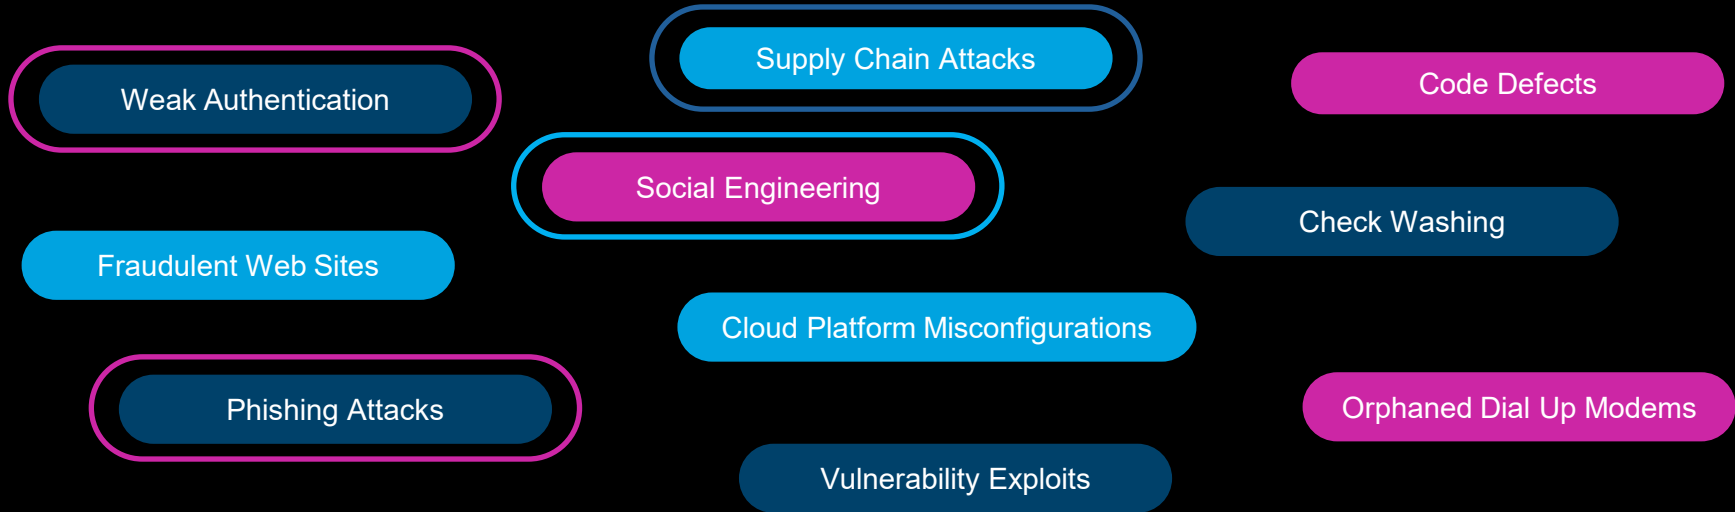 Supply Chain Attacks
Code Defects
Weak Authentication
Social Engineering
Check Washing
Fraudulent Web Sites
Cloud Platform Misconfigurations
Phishing Attacks
Orphaned Dial Up Modems
Vulnerability Exploits